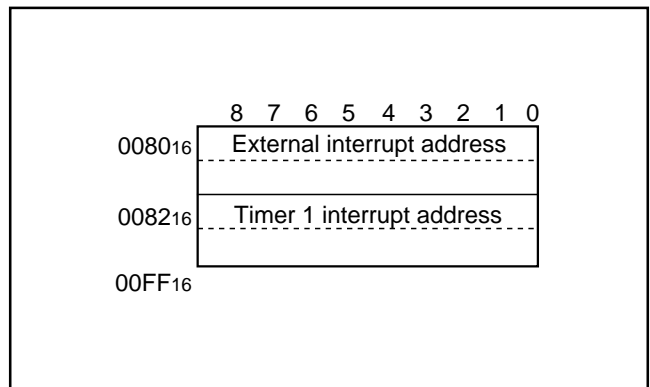 8 7 6 5 4 3 2 1 0
008016 External interrupt address
008216 Timer 1 interrupt address
00FF16